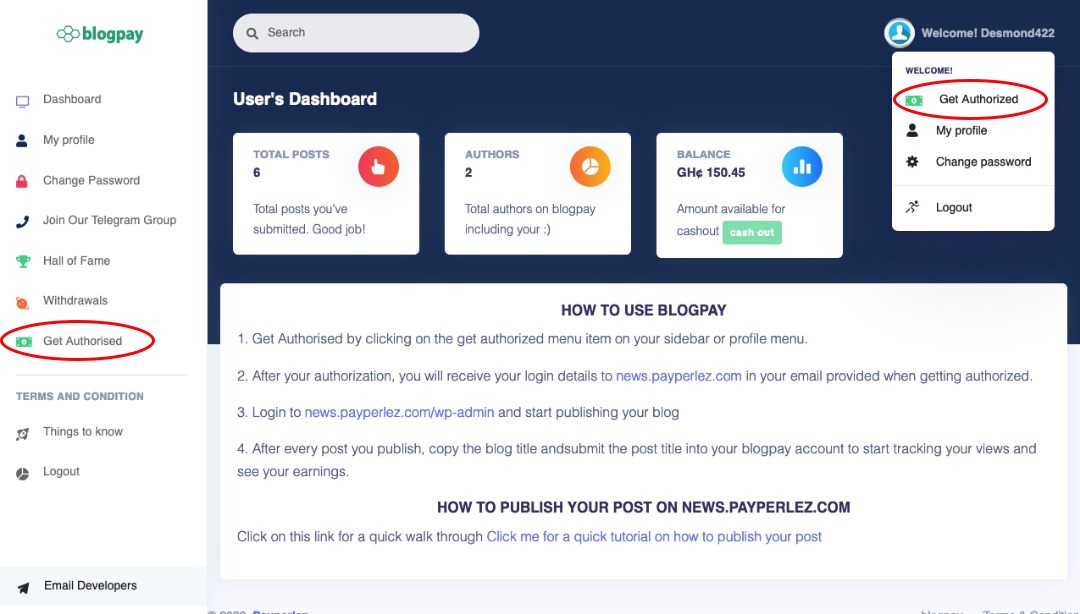 blogpay
Search
Welcome! Desmond422
WELCOME!
Get Authorized
My profile
Change password
Logout
Dashboard
My profile
Change Password
Join Our Telegram Group
Hall of Fame
Withdrawals
Get Authorised
TERMS AND CONDITION
Things to know
Logout
Email Developers
User's Dashboard
TOTAL POSTS
6
Total posts you've
submitted. Good job!
AUTHORS
2
Total authors on blogpay
including your :)
BALANCE
GH¢ 150.45
Amount available for
cashout cash out
HOW TO USE BLOGPAY
1. Get Authorised by clicking on the get authorized menu item on your sidebar or profile menu.
2. After your authorization, you will receive your login details to news.payperlez.com in your email provided when getting authorized.
3. Login to news.payperlez.com/wp-admin and start publishing your blog
4. After every post you publish, copy the blog title andsubmit the post title into your blogpay account to start tracking your views and
see your earnings.
HOW TO PUBLISH YOUR POST ON NEWS.PAYPERLEZ.COM
Click on this link for a quick walk through Click me for a quick tutorial on how to publish your post